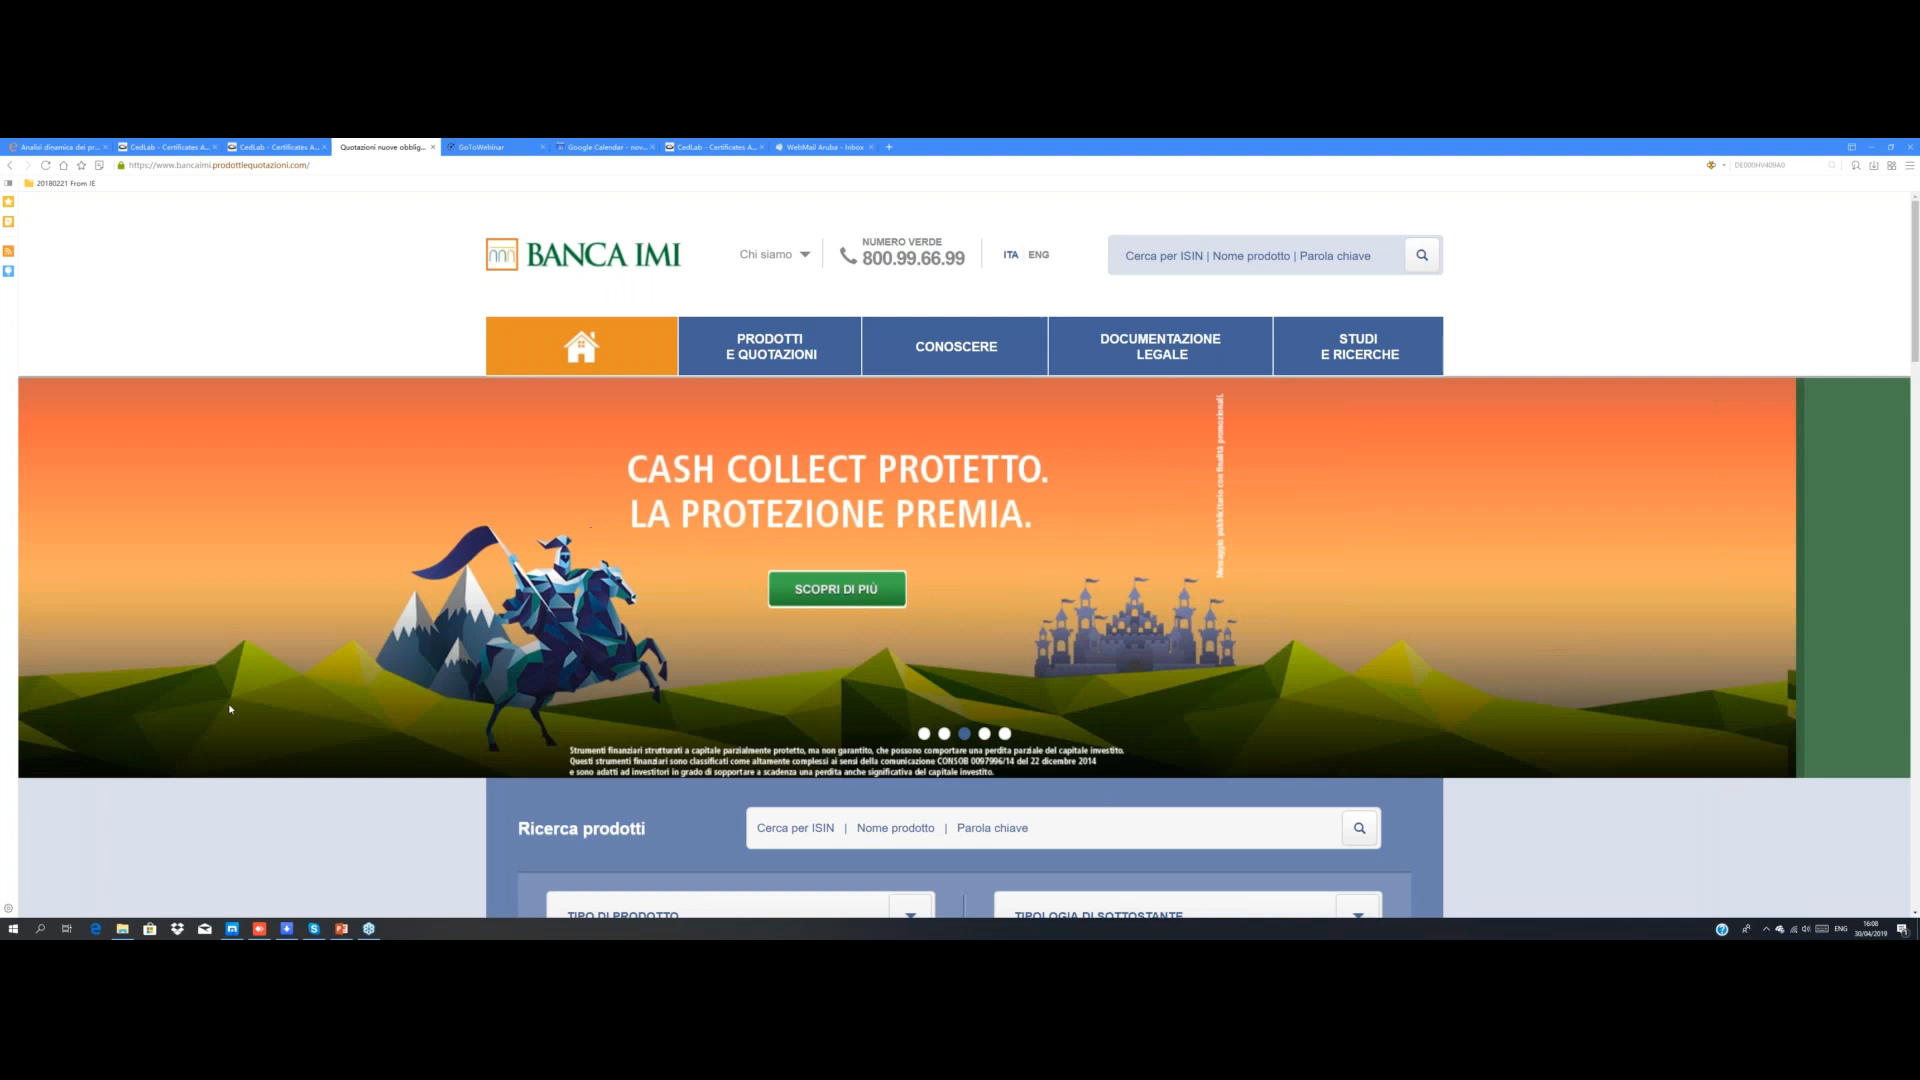 Analisi dinamica dei pr...
CedLab - Certificates A...
CedLab - Certificates A...
Quotazioni nuove obblig...
GoToWebinar
Google Calendar - nov...
CedLab - Certificates A...
WebMail Aruba - Inbox
https://www.bancaimi.prodottiequotazioni.com/
DE000HV409A0
20180221 From IE
BANCA IMI
Chi siamo
NUMERO VERDE
800.99.66.99
ITA
ENG
Cerca per ISIN | Nome prodotto | Parola chiave
PRODOTTI
E QUOTAZIONI
CONOSCERE
DOCUMENTAZIONE
LEGALE
STUDI
E RICERCHE
Messaggio pubblicitario con finalità promozionali.
CASH COLLECT PROTETTO.
LA PROTEZIONE PREMIA.
SCOPRI DI PIÙ
Strumenti finanziari strutturati a capitale parzialmente protetto, ma non garantito, che possono comportare una perdita parziale del capitale investito.
Questi strumenti finanziari sono classificati come altamente complessi ai sensi della comunicazione CONSOB 0097996/14 del 22 dicembre 2014
e sono adatti ad investitori in grado di sopportare a scadenza una perdita anche significativa del capitale investito.
Ricerca prodotti
Cerca per ISIN | Nome prodotto | Parola chiave
TIPO DI PRODOTTO
TIPOLOGIA DI SOTTOSTANTE
ENG
16:08
30/04/2019